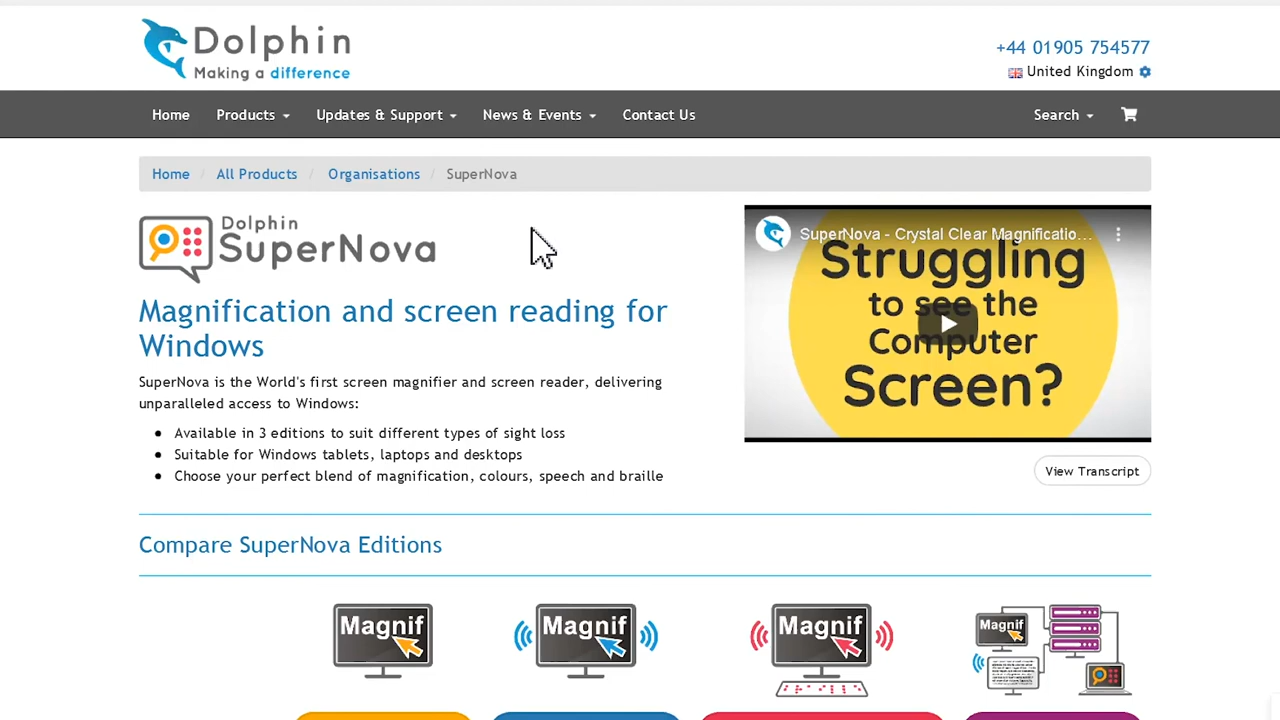 Dolphin
Making a difference
+44 01905 754577
United Kingdom
Home Products Updates & Support News & Events Contact Us Search
Home / All Products / Organisations / SuperNova
Dolphin
SuperNova
Magnification and screen reading for
Windows
SuperNova is the World's first screen magnifier and screen reader, delivering
unparalleled access to Windows:
• Available in 3 editions to suit different types of sight loss
• Suitable for Windows tablets, laptops and desktops
• Choose your perfect blend of magnification, colours, speech and braille
SuperNova - Crystal Clear Magnificatio...
Struggling
to see the
Computer
Screen?
View Transcript
Compare SuperNova Editions
Magnif
Magnif
Magnif
Magnif